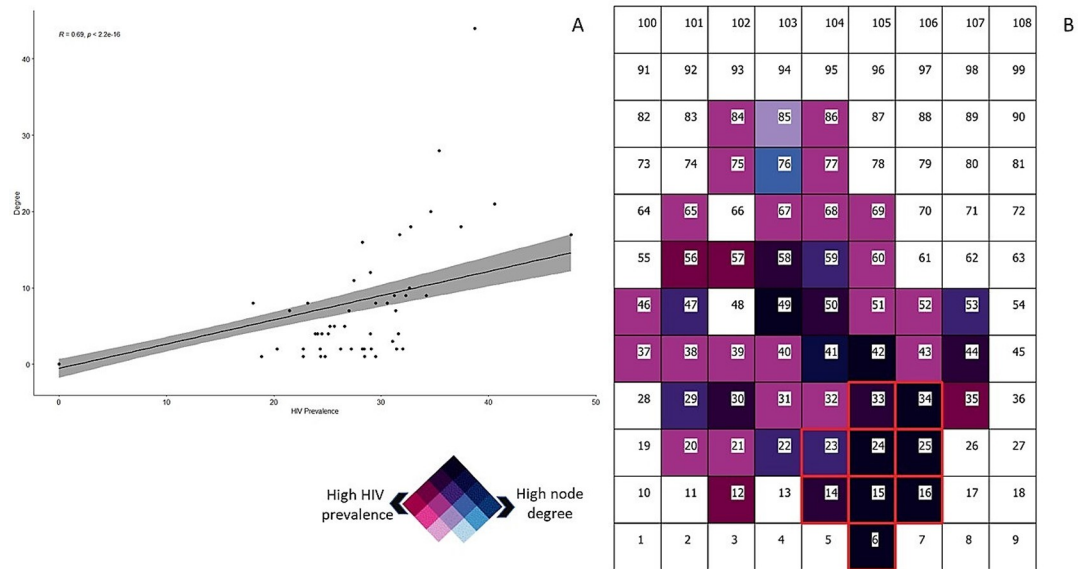 R = 0.69, p < 2.2e-16
A
40
30
20
10
0
Degree
0 10 20 30 40 50
HIV Prevalence
High HIV
prevalence
High node
degree
B
100 101 102 103 104 105 106 107 108
91 92 93 94 95 96 97 98 99
82 83 84 85 86 87 88 89 90
73 74 75 76 77 78 79 80 81
64 65 66 67 68 69 70 71 72
55 56 57 58 59 60 61 62 63
46 47 48 49 50 51 52 53 54
37 38 39 40 41 42 43 44 45
28 29 30 31 32 33 34 35 36
19 20 21 22 23 24 25 26 27
10 11 12 13 14 15 16 17 18
1 2 3 4 5 6 7 8 9